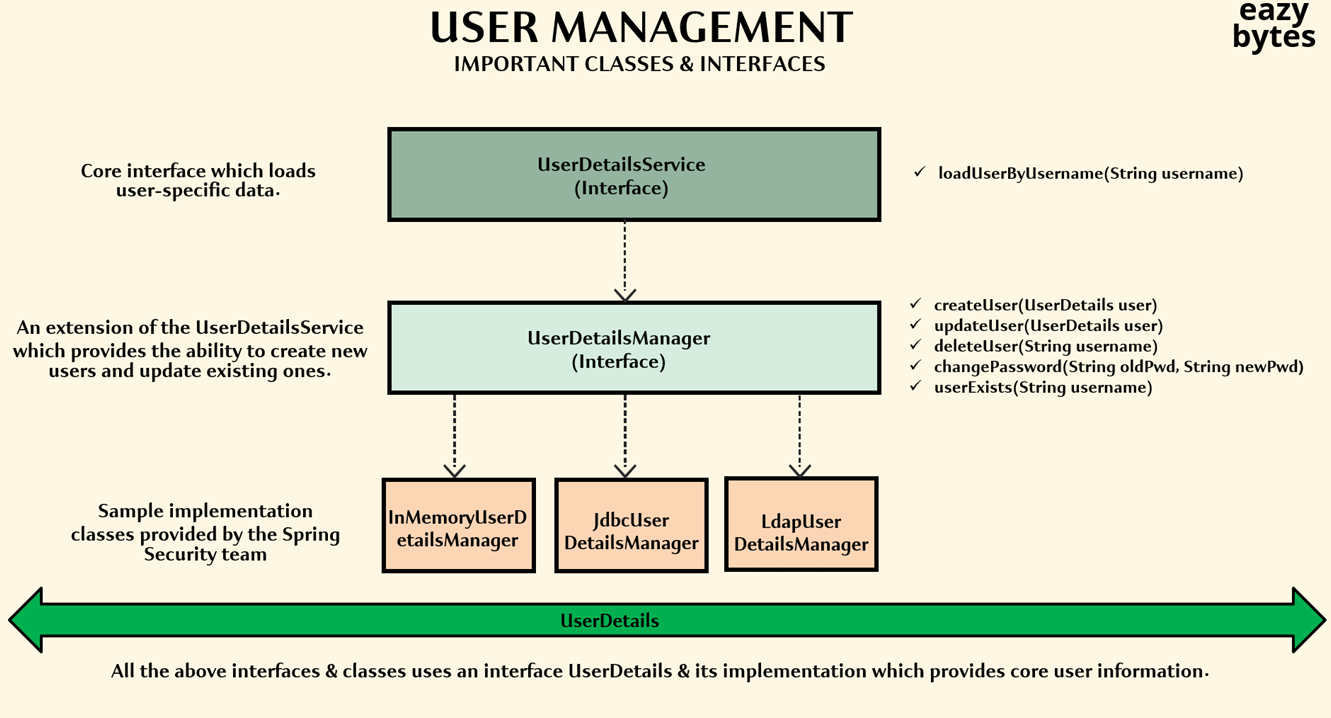 USER MANAGEMENT
IMPORTANT CLASSES & INTERFACES
eazy
bytes
Core interface which loads
user-specific data.
UserDetailsService
(Interface)
✓ loadUserByUsername(String username)
An extension of the UserDetailsService
which provides the ability to create new
users and update existing ones.
UserDetailsManager
(Interface)
✓ createUser(UserDetails user)
✓ updateUser(UserDetails user)
✓ deleteUser(String username)
✓ changePassword(String oldPwd, String newPwd)
✓ userExists(String username)
Sample implementation
classes provided by the Spring
Security team
InMemoryUserD
etailsManager
JdbcUser
DetailsManager
LdapUser
DetailsManager
UserDetails
All the above interfaces & classes uses an interface UserDetails & its implementation which provides core user information.